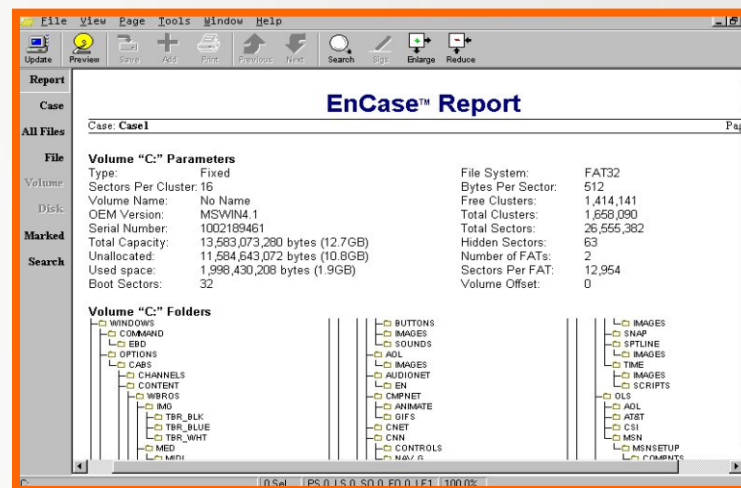 File View Page Tools Window Help
Update Preview Save Add Print Previous Next Search Sigs Enlarge Reduce
Report
Case
All Files
File
Volume
Disk
Marked
Search
EnCase™ Report
Case: Case1 Pag
Volume "C:" Parameters
Type: Fixed File System: FAT32
Sectors Per Cluster: 16 Bytes Per Sector: 512
Volume Name: No Name Free Clusters: 1,414,141
OEM Version: MSWIN4.1 Total Clusters: 1,658,090
Serial Number: 1002189461 Total Sectors: 26,555,382
Total Capacity: 13,583,073,280 bytes (12.7GB) Hidden Sectors: 63
Unallocated: 11,584,643,072 bytes (10.8GB) Number of FATs: 2
Used space: 1,998,430,208 bytes (1.9GB) Sectors Per FAT: 12,954
Boot Sectors: 32 Volume Offset: 0
Volume "C:" Folders
WINDOWS BUTTONS IMAGES
COMMAND IMAGES SNAP
EBD SOUNDS SPTLINE
OPTIONS AOL IMAGES
CABS IMAGES TIME
CHANNELS AUDIONET IMAGES
CONTENT EN SCRIPTS
WBROS CMPNET OLS
IMG ANIMATE AOL
TBR_BLK GIFS AT&T
TBR_BLUE CNET CSI
TBR_WHT CNN MSN
MED CONTROLS MSNSETUP
MIDI NAV_G COMPNTS
C: 0 Sel PS 0 LS 0 SO 0 FO 0 LE 1 100.0%